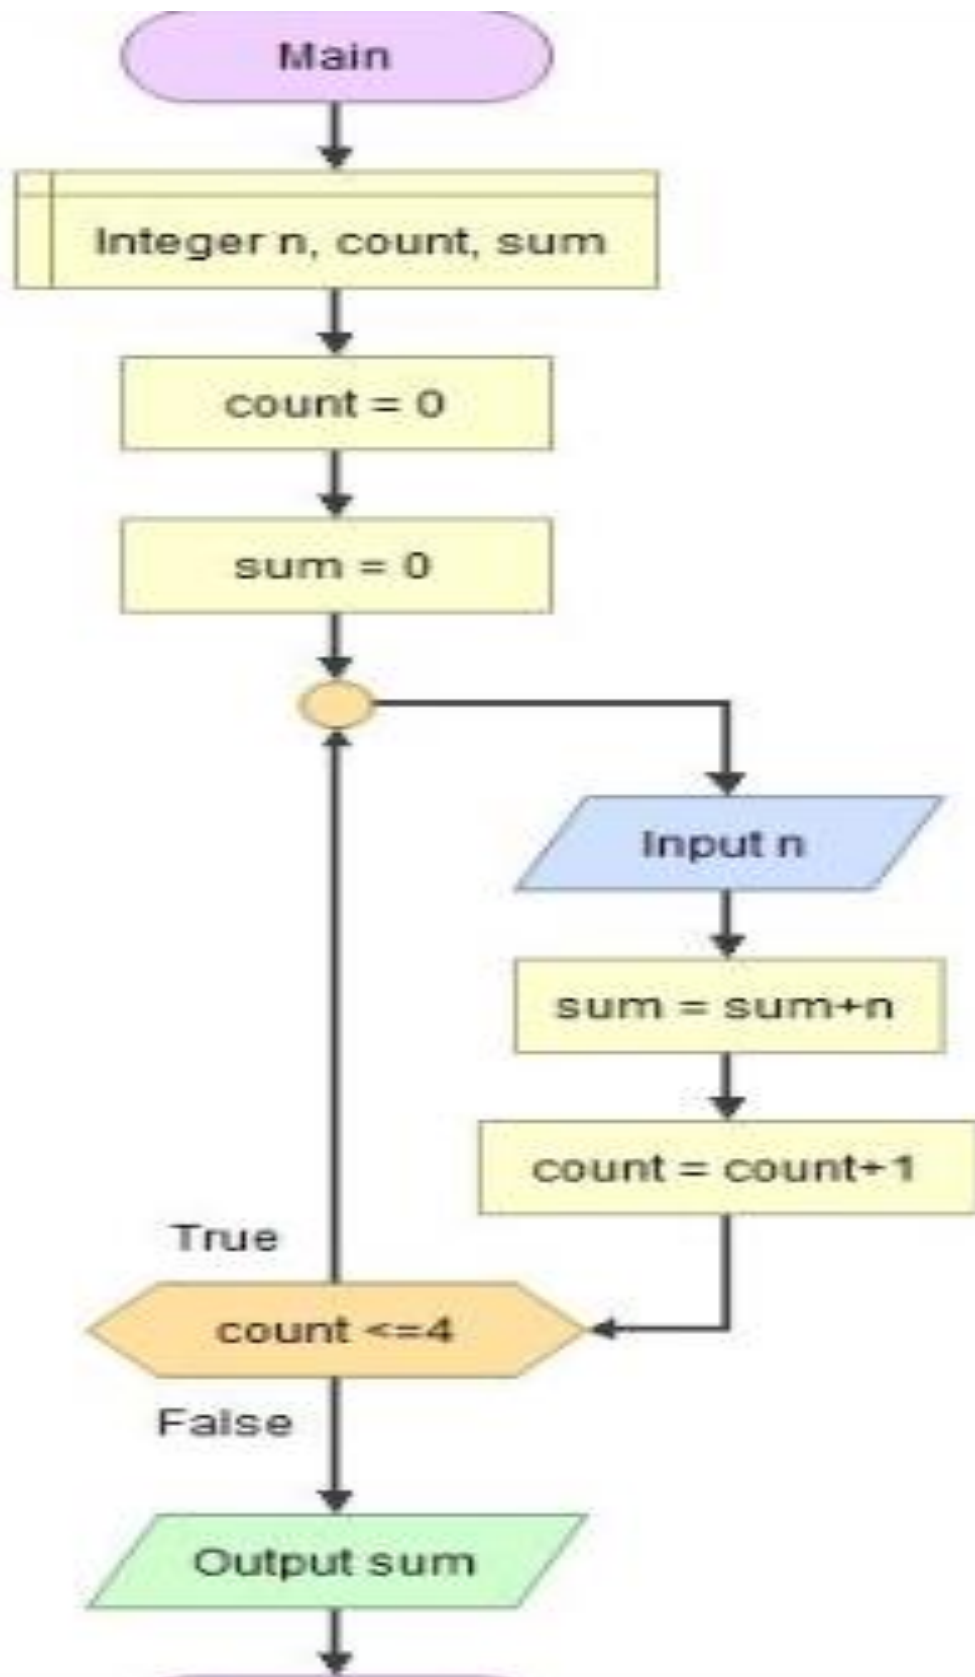 Main
Integer n, count, sum
count = 0
sum = 0
Input n
sum = sum+n
count = count+1
True
count <=4
False
Output sum